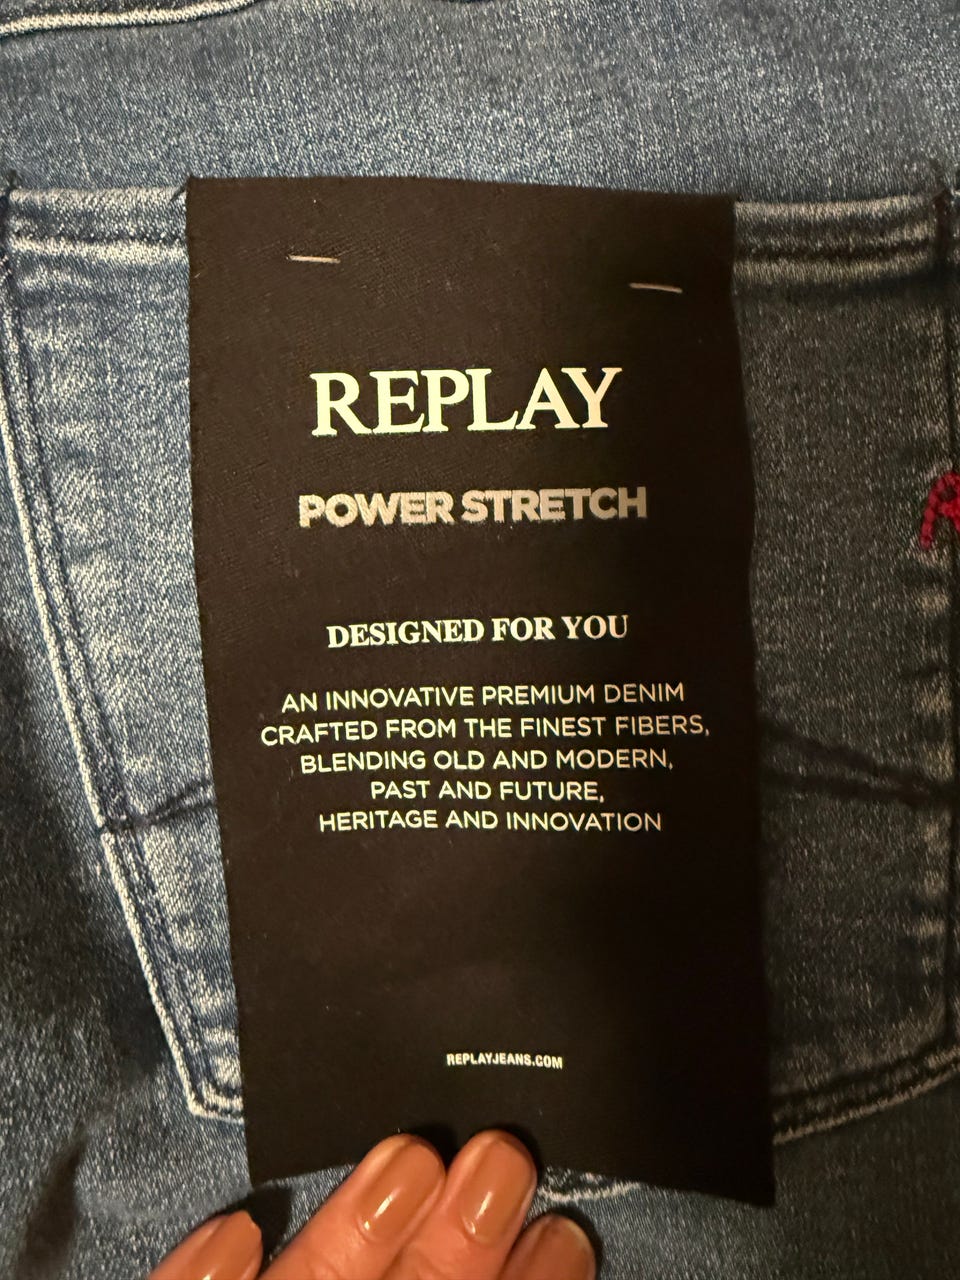 REPLAY
POWER STRETCH
DESIGNED FOR YOU
AN INNOVATIVE PREMIUM DENIM
CRAFTED FROM THE FINEST FIBERS,
BLENDING OLD AND MODERN,
PAST AND FUTURE,
HERITAGE AND INNOVATION
REPLAYJEANS.COM